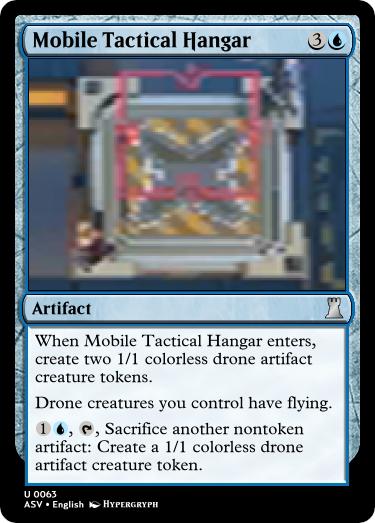 Mobile Tactical Hangar 3
Artifact
When Mobile Tactical Hangar enters,
create two 1/1 colorless drone artifact
creature tokens.
Drone creatures you control have flying.
1 , , Sacrifice another nontoken
artifact: Create a 1/1 colorless drone
artifact creature token.
U 0063
ASV • English HYPERGRYPH